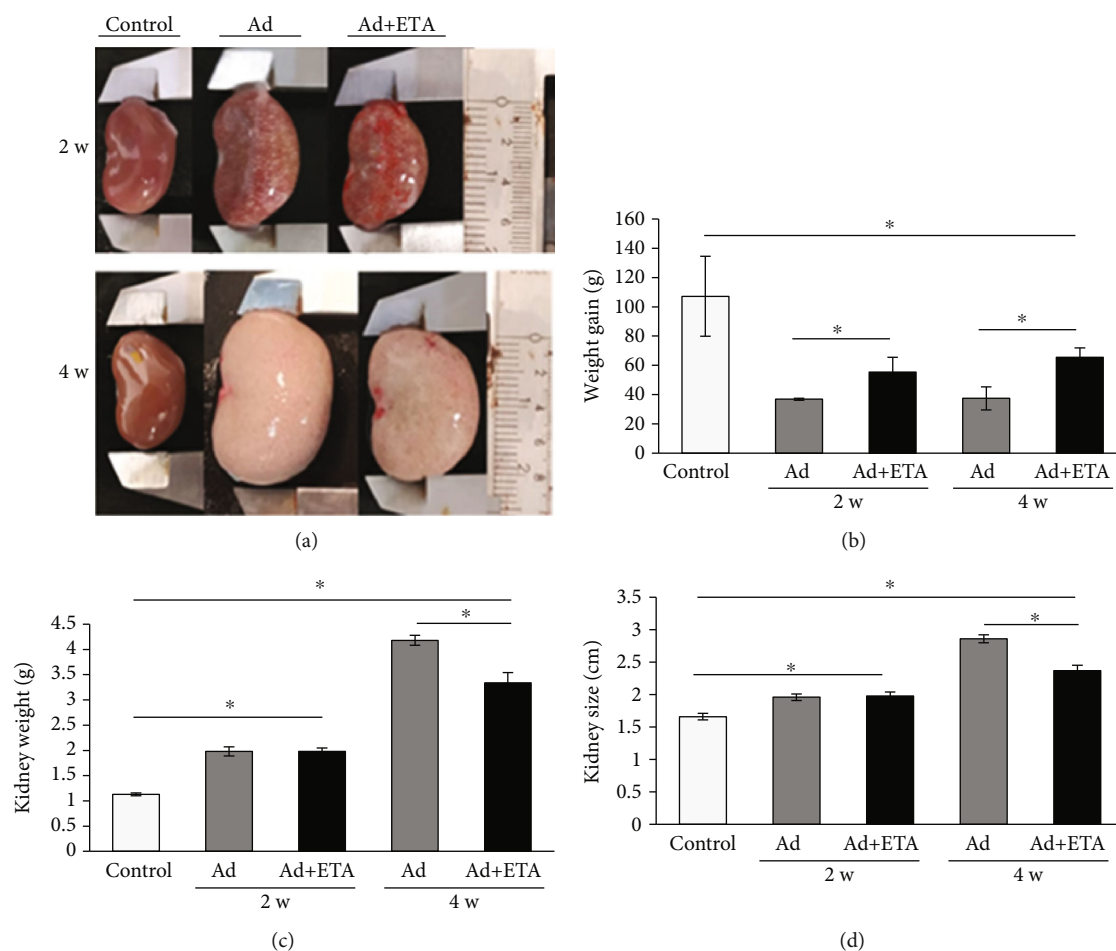 Control Ad Ad+ETA
2 w
4 w
(a)
Weight gain (g)
160
140
120
100
80
60
40
20
0
*
*
*
Control Ad Ad+ETA Ad Ad+ETA
2 w 4 w
(b)
Kidney weight (g)
4.5
4
3.5
3
2.5
2
1.5
1
0.5
0
*
*
*
Control Ad Ad+ETA Ad Ad+ETA
2 w 4 w
(c)
Kidney size (cm)
3.5
3
2.5
2
1.5
1
0.5
0
*
*
*
Control Ad Ad+ETA Ad Ad+ETA
2 w 4 w
(d)